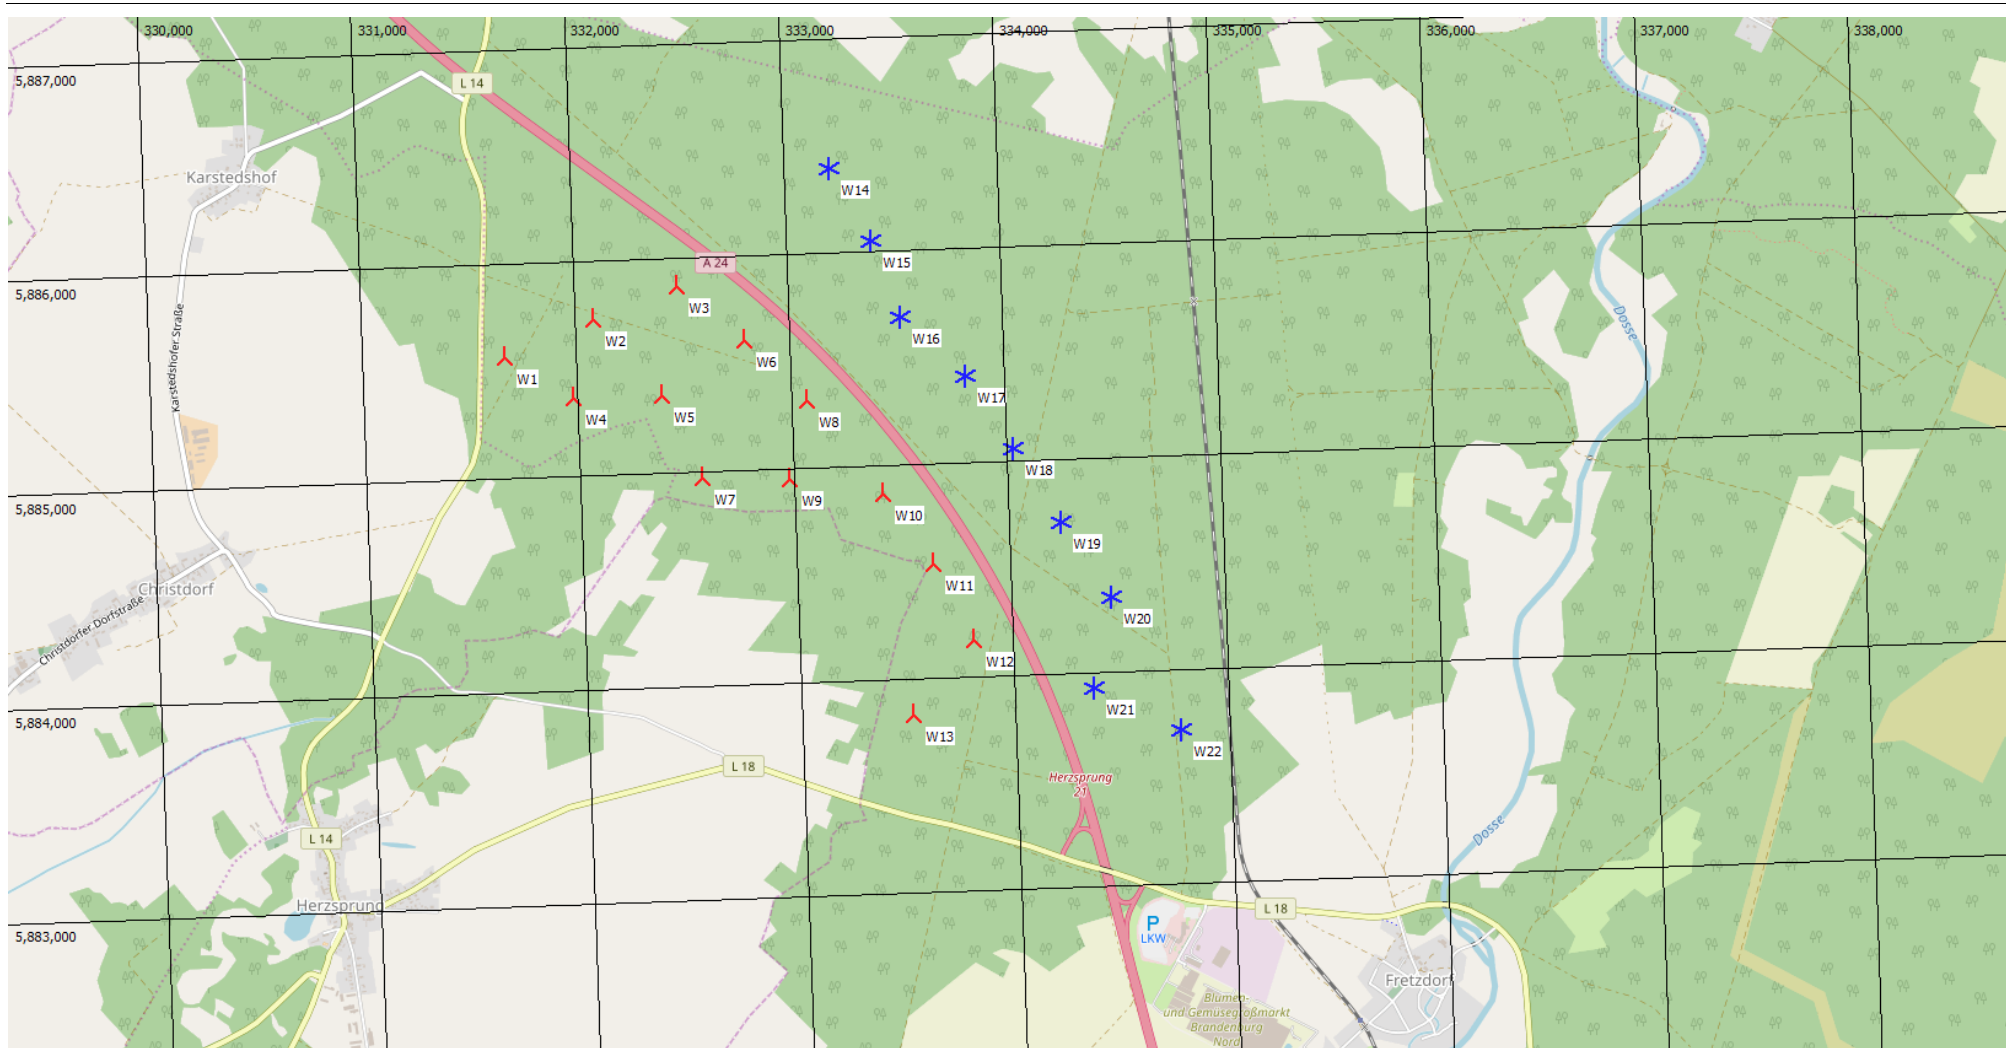 330,000 331,000 332,000 333,000 334,000 335,000 336,000 337,000 338,000
5,887,000
L 14
Karstedshof
W14
W15
A 24
5,886,000
W3
Karstedshofer Straße
Dosse
W2
W16
W6
W1
W17
W4
W5
W8
W18
W7
W9
5,885,000
W10
W19
W11
Christdorf
W20
Christdorfer Dorfstraße
W12
W21
5,884,000
W13
W22
L 18
Herzsprung
21
Dosse
L 14
Herzsprung
L 18
P
LKW
5,883,000
Fretzdorf
Blumen-
und Gemüsegroßmarkt
Brandenburg
Nord